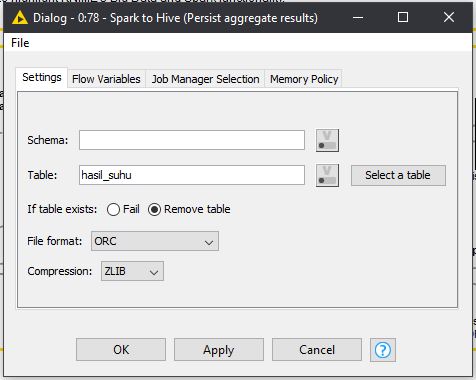 Dialog - 0:78 - Spark to Hive (Persist aggregate results)
File
Settings Flow Variables Job Manager Selection Memory Policy
Schema:
Table: hasil_suhu Select a table
If table exists: Fail Remove table
File format: ORC
Compression: ZLIB
OK Apply Cancel ?